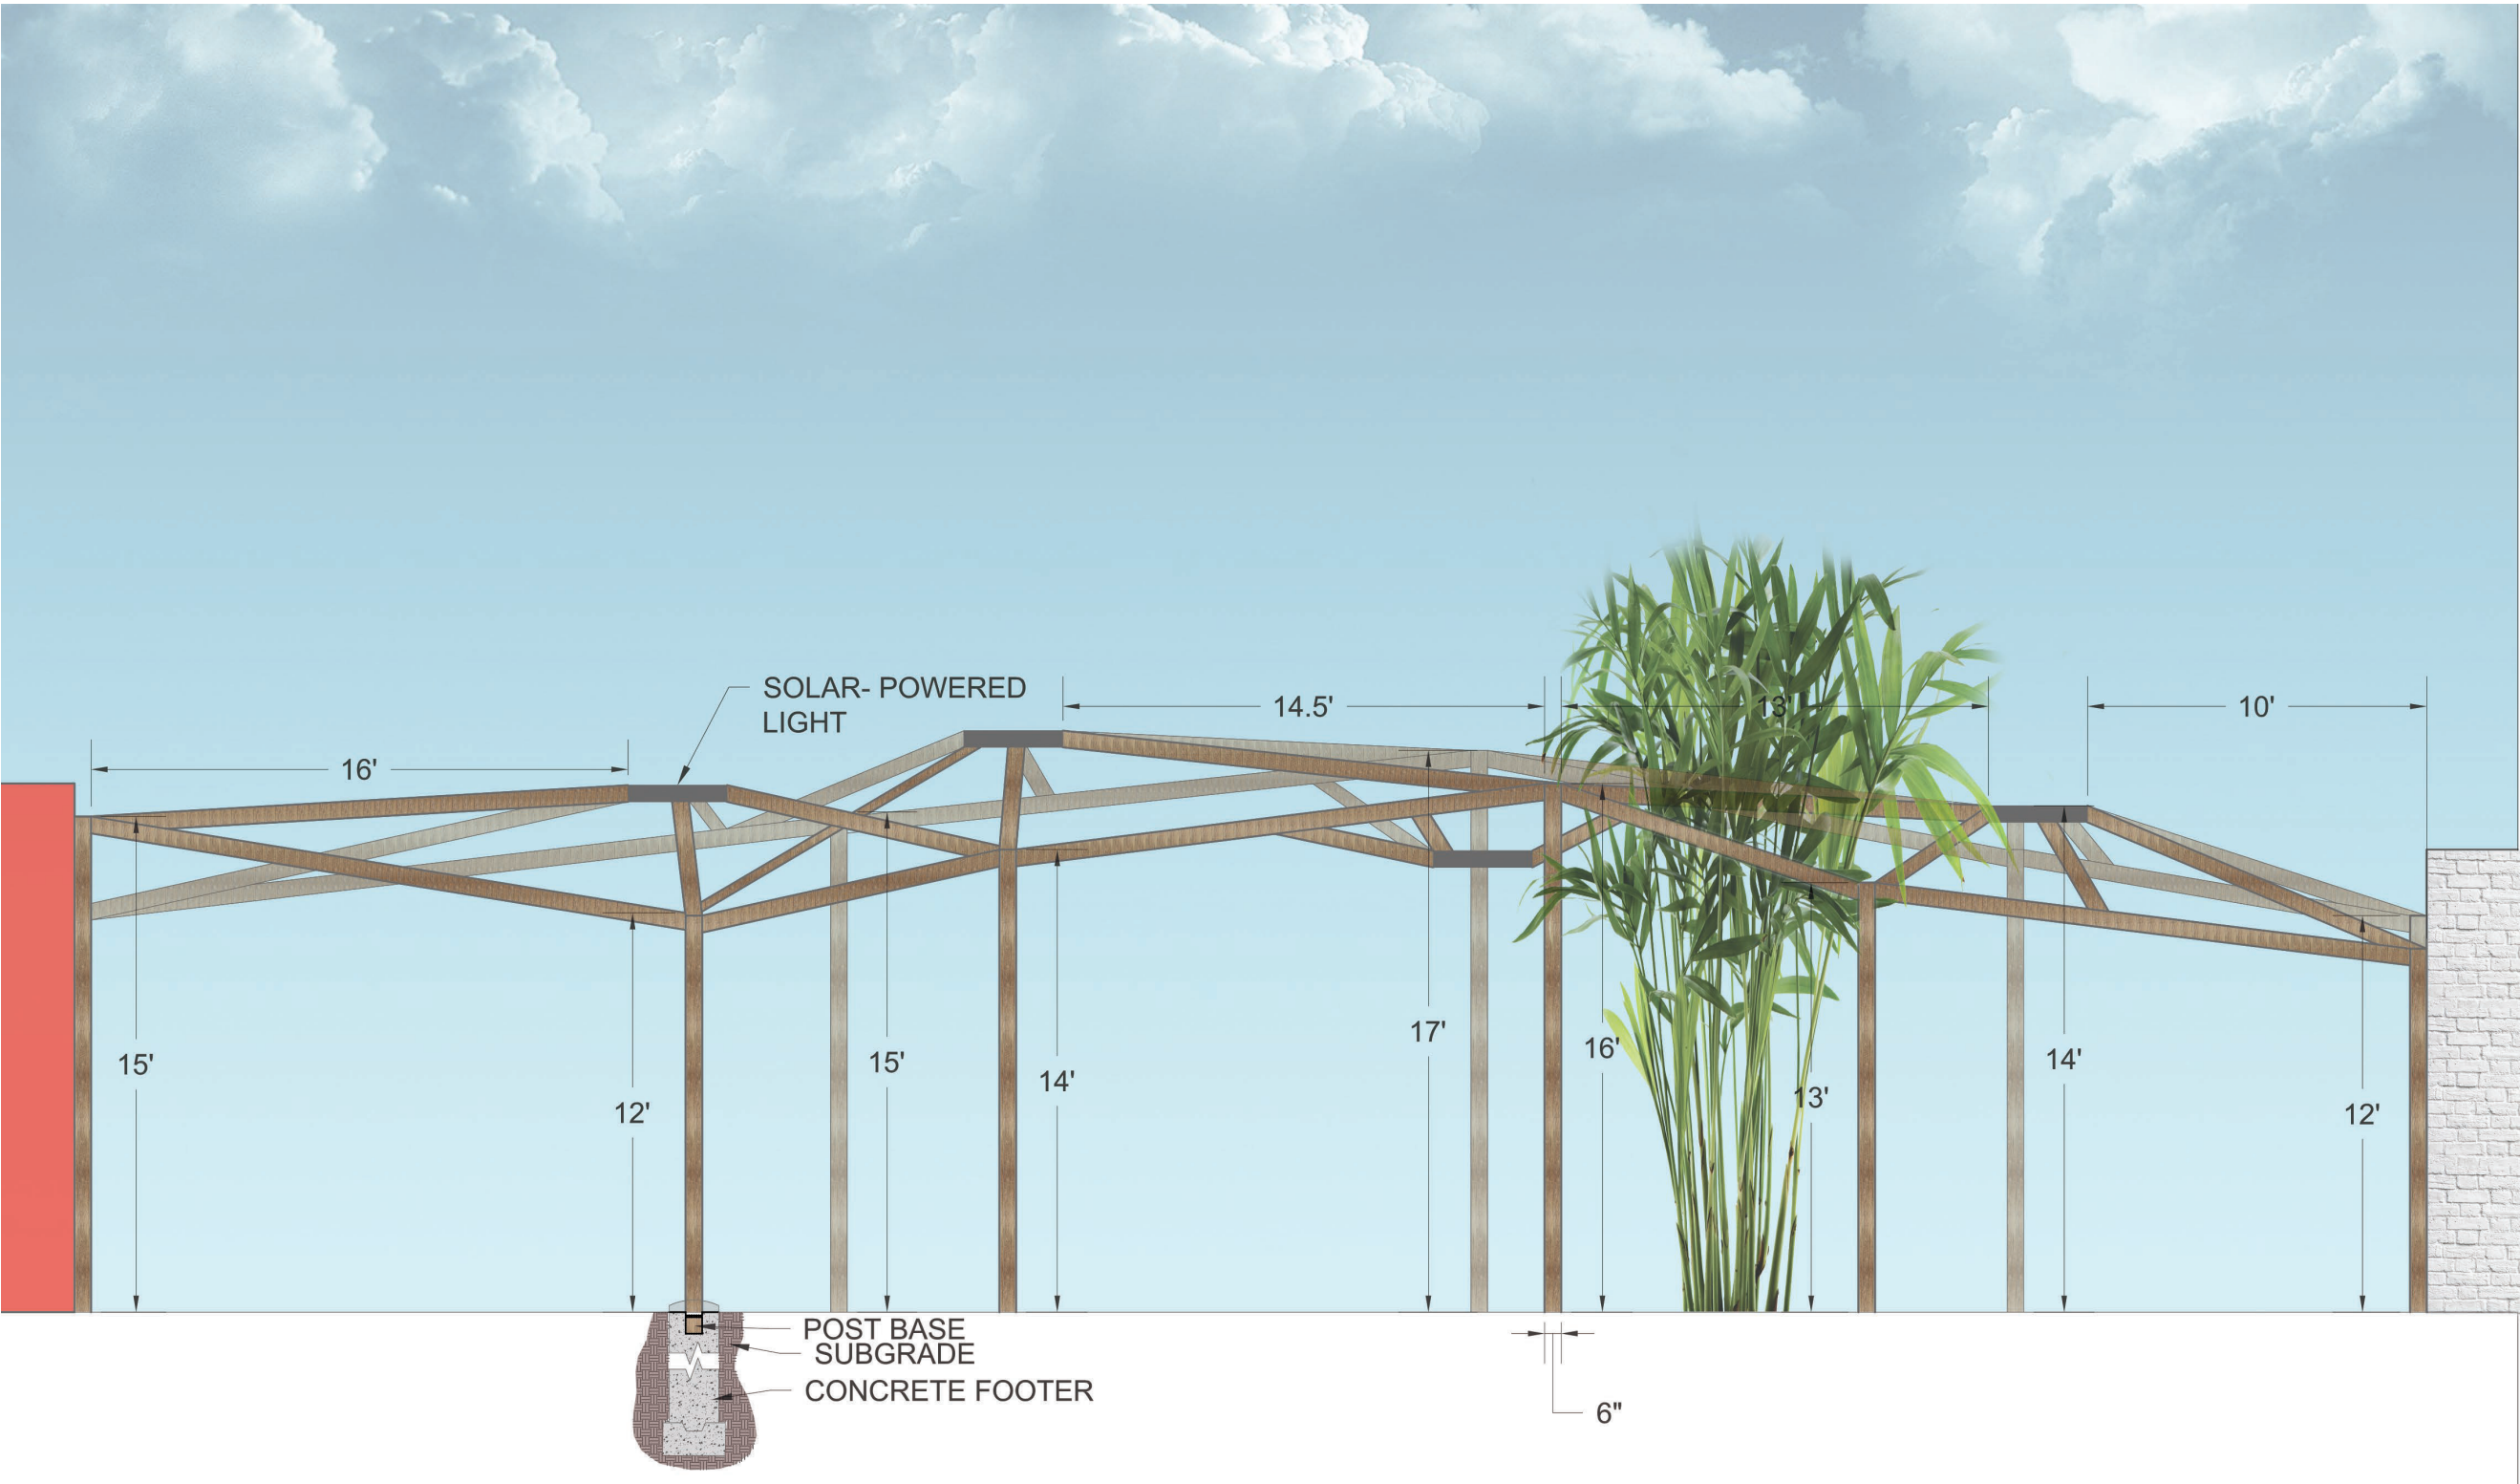 SOLAR- POWERED
LIGHT
14.5'
13'
10'
16'
17'
16'
15'
15'
14'
14'
13'
12'
12'
POST BASE
SUBGRADE
CONCRETE FOOTER
6"